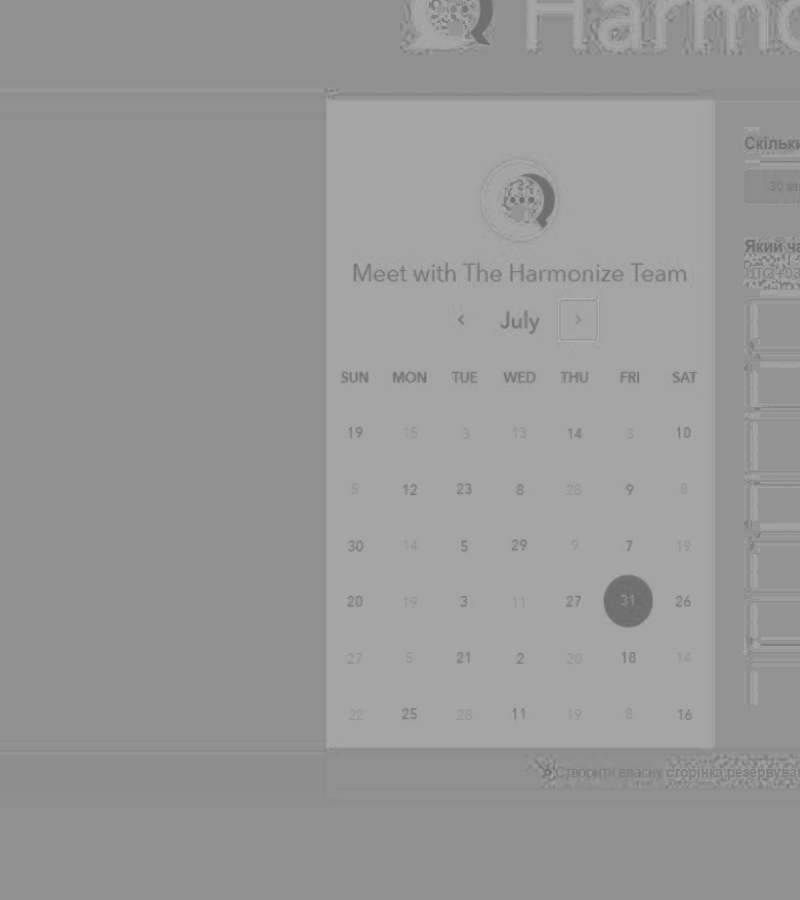 Harmo
Meet with The Harmonize Team
July
SUN MON TUE WED THU FRI SAT
19 15 3 13 14 3 10
5 12 23 8 28 9 8
30 14 5 29 9 7 19
20 19 3 11 27 31 26
27 5 21 2 20 18 14
22 25 28 11 19 8 16
Скільки
30 хв
Який ча
UTC+03
Створити власну сторінка резервува